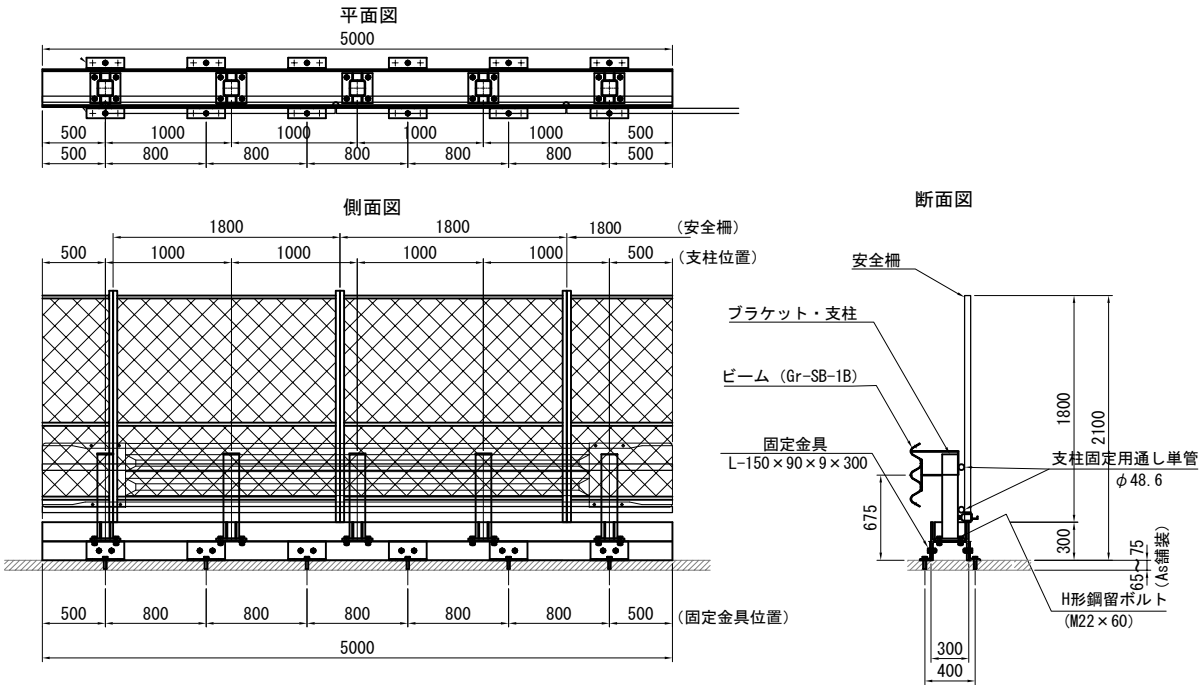 平面図
5000
500 1000 1000 1000 1000 500
500 800 800 800 800 800 500
側面図
1800 1800 1800 (安全柵)
500 1000 1000 1000 1000 500 (支柱位置)
500 800 800 800 800 800 500 (固定金具位置)
5000
断面図
安全柵
ブラケット・支柱
ビーム (Gr-SB-1B)
固定金具
L-150×90×9×300
675
1800
2100
支柱固定用通し単管
φ48.6
300
65~75
(As舗装)
H形鋼留ボルト
(M22×60)
300
400